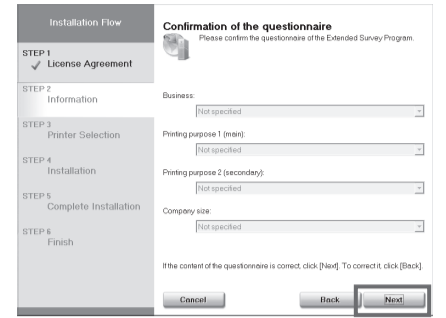 Installation Flow
STEP 1
License Agreement
STEP 2
Information
STEP 3
Printer Selection
STEP 4
Installation
STEP 5
Complete Installation
STEP 6
Finish
Confirmation of the questionnaire
Please confirm the questionnaire of the Extended Survey Program.
Business:
Not specified
Printing purpose 1 (main):
Not specified
Printing purpose 2 (secondary):
Not specified
Company size:
Not specified
If the content of the questionnaire is correct, click [Next]. To correct it, click [Back].
Cancel
Back
Next